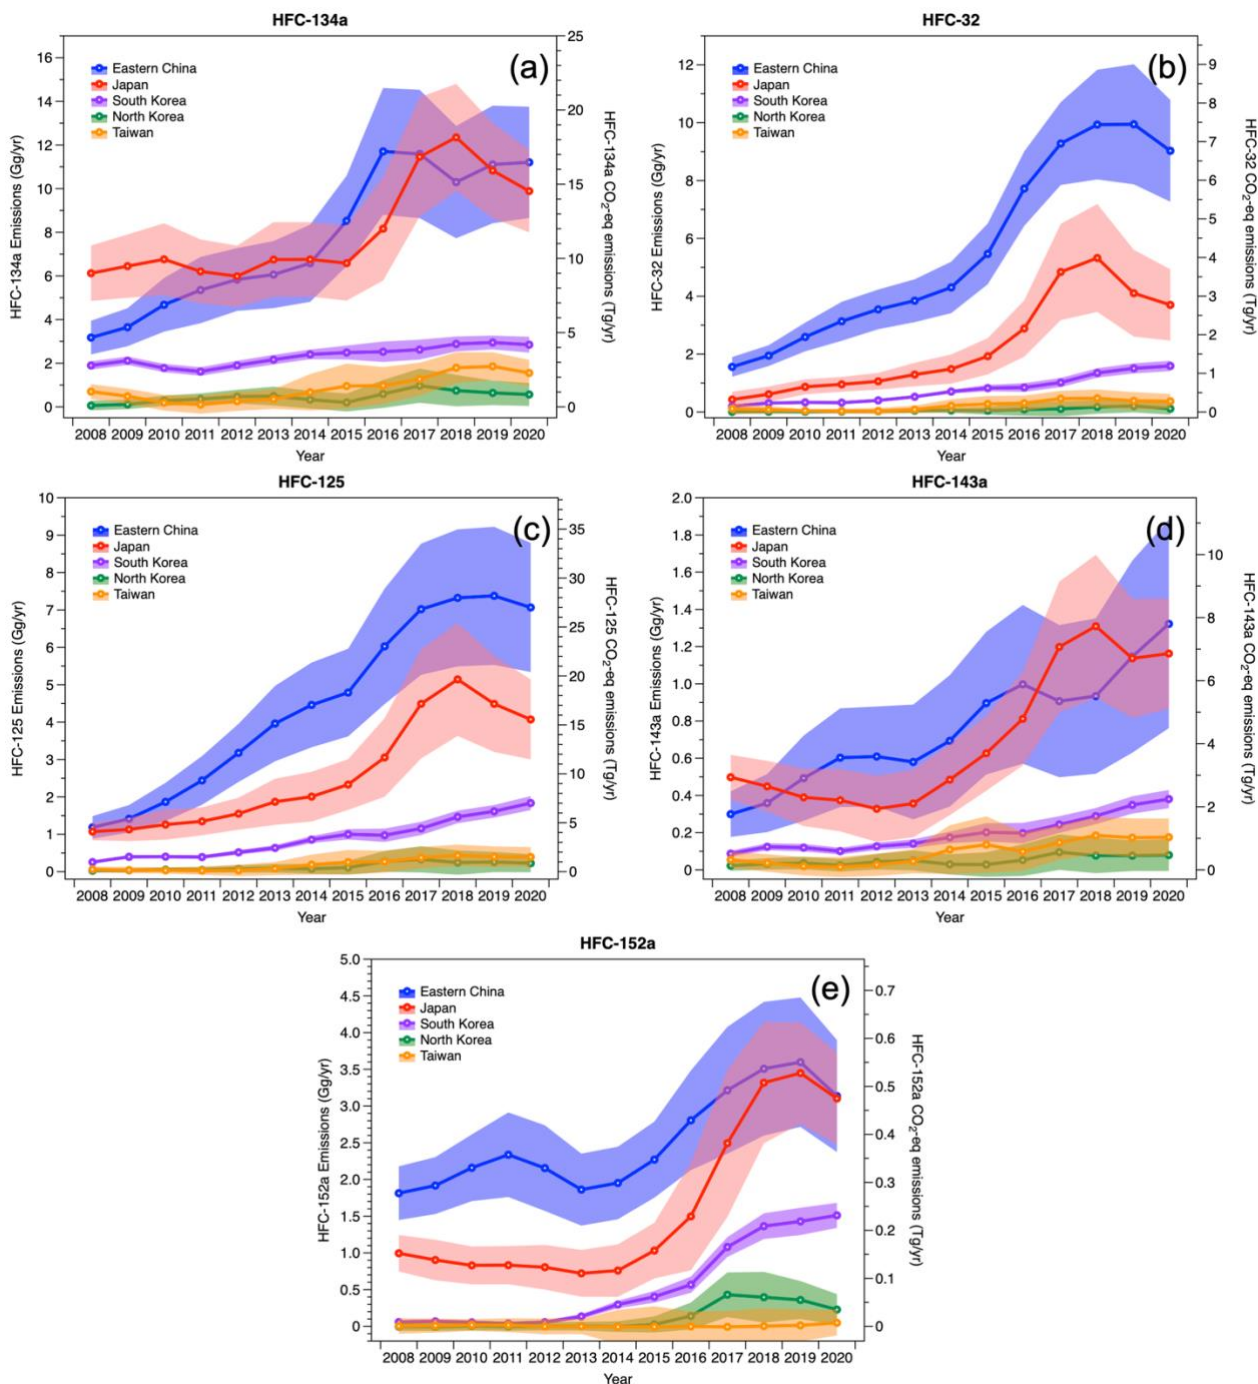 HFC-134a
(a)
Eastern China
Japan
South Korea
North Korea
Taiwan
HFC-134a Emissions (Gg/yr)
16
14
12
10
8
6
4
2
0
25
20
15
10
5
0
HFC-134a CO2-eq emissions (Tg/yr)
2008 2009 2010 2011 2012 2013 2014 2015 2016 2017 2018 2019 2020
Year
HFC-32
(b)
Eastern China
Japan
South Korea
North Korea
Taiwan
HFC-32 Emissions (Gg/yr)
12
10
8
6
4
2
0
9
8
7
6
5
4
3
2
1
0
HFC-32 CO2-eq emissions (Tg/yr)
2008 2009 2010 2011 2012 2013 2014 2015 2016 2017 2018 2019 2020
Year
HFC-125
(c)
Eastern China
Japan
South Korea
North Korea
Taiwan
HFC-125 Emissions (Gg/yr)
10
9
8
7
6
5
4
3
2
1
0
35
30
25
20
15
10
5
0
HFC-125 CO2-eq emissions (Tg/yr)
2008 2009 2010 2011 2012 2013 2014 2015 2016 2017 2018 2019 2020
Year
HFC-143a
(d)
Eastern China
Japan
South Korea
North Korea
Taiwan
HFC-143a Emissions (Gg/yr)
2.0
1.8
1.6
1.4
1.2
1.0
0.8
0.6
0.4
0.2
0
10
8
6
4
2
0
HFC-143a CO2-eq emissions (Tg/yr)
2008 2009 2010 2011 2012 2013 2014 2015 2016 2017 2018 2019 2020
Year
HFC-152a
(e)
Eastern China
Japan
South Korea
North Korea
Taiwan
HFC-152a Emissions (Gg/yr)
5.0
4.5
4.0
3.5
3.0
2.5
2.0
1.5
1.0
0.5
0
0.7
0.6
0.5
0.4
0.3
0.2
0.1
0
HFC-152a CO2-eq emissions (Tg/yr)
2008 2009 2010 2011 2012 2013 2014 2015 2016 2017 2018 2019 2020
Year